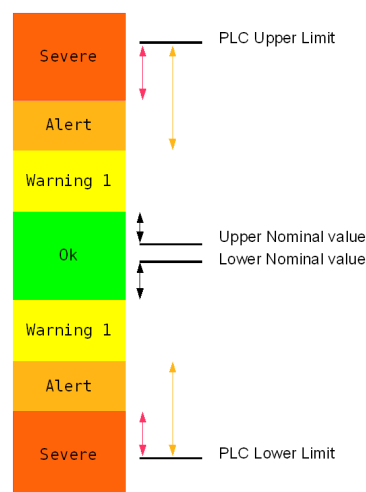 PLC Upper Limit
Severe
Alert
Warning 1
Upper Nominal value
Ok
Lower Nominal value
Warning 1
Alert
Severe
PLC Lower Limit